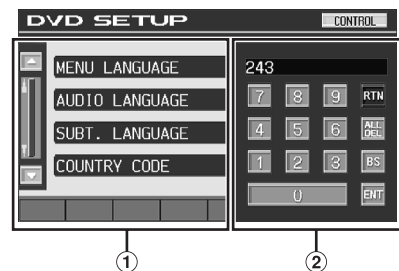 DVD SETUP
CONTROL
MENU LANGUAGE
AUDIO LANGUAGE
SUBT. LANGUAGE
COUNTRY CODE
243
7 8 9 RTN
4 5 6 ALL DEL
1 2 3 BS
0 ENT
1 2